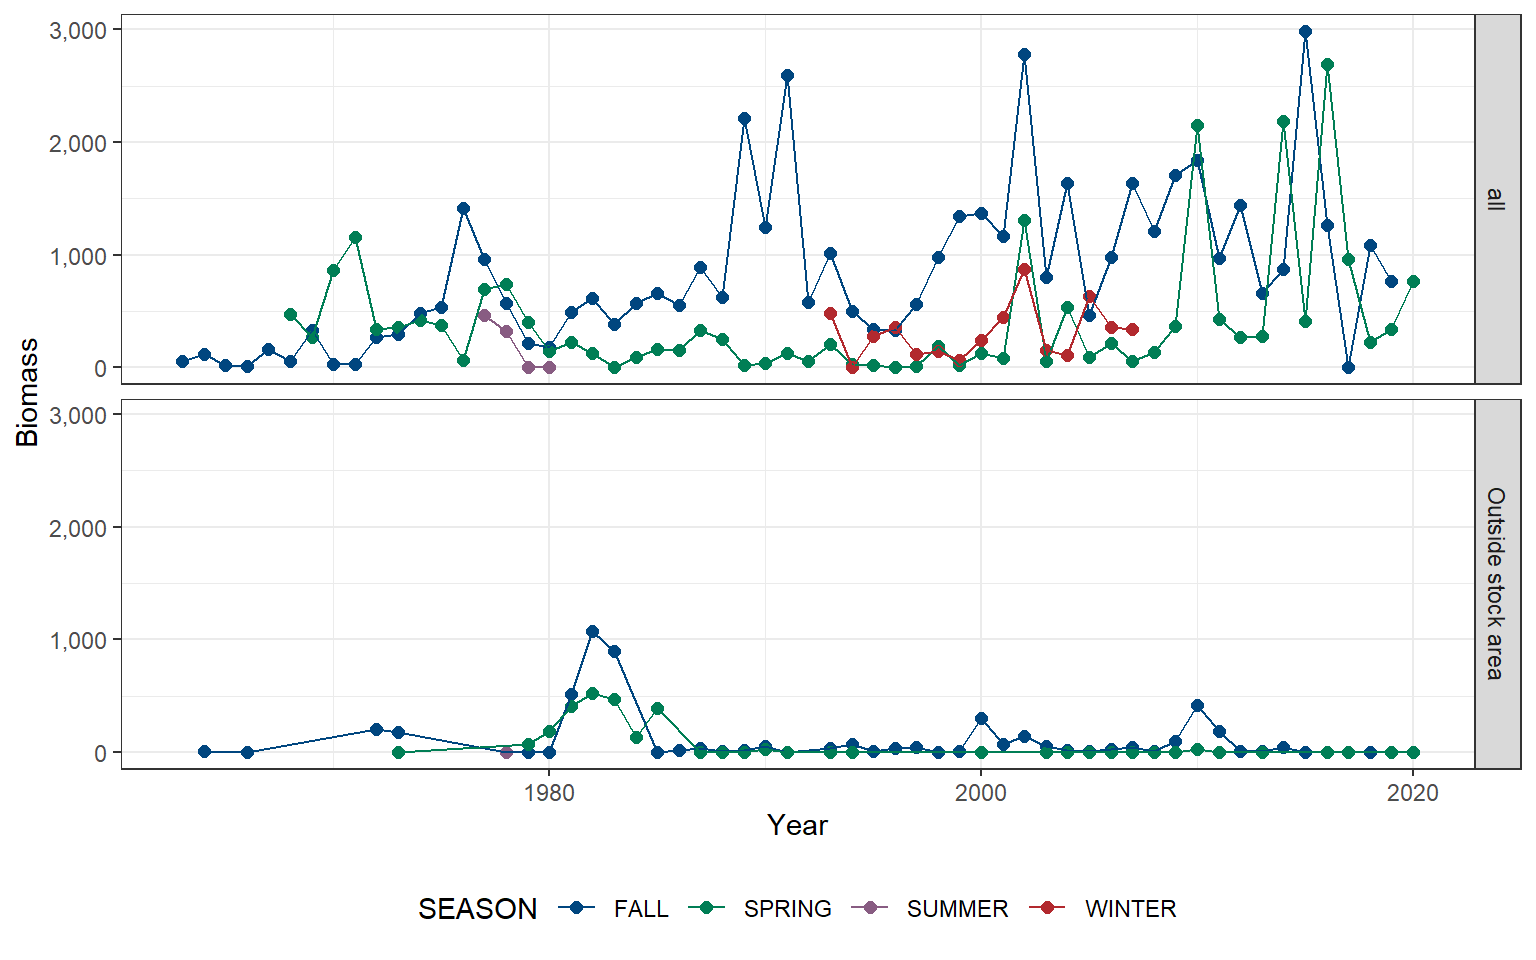 3,000
2,000
1,000
0
all
3,000
2,000
1,000
0
Outside stock area
Biomass
1980 2000 2020
Year
SEASON FALL SPRING SUMMER WINTER